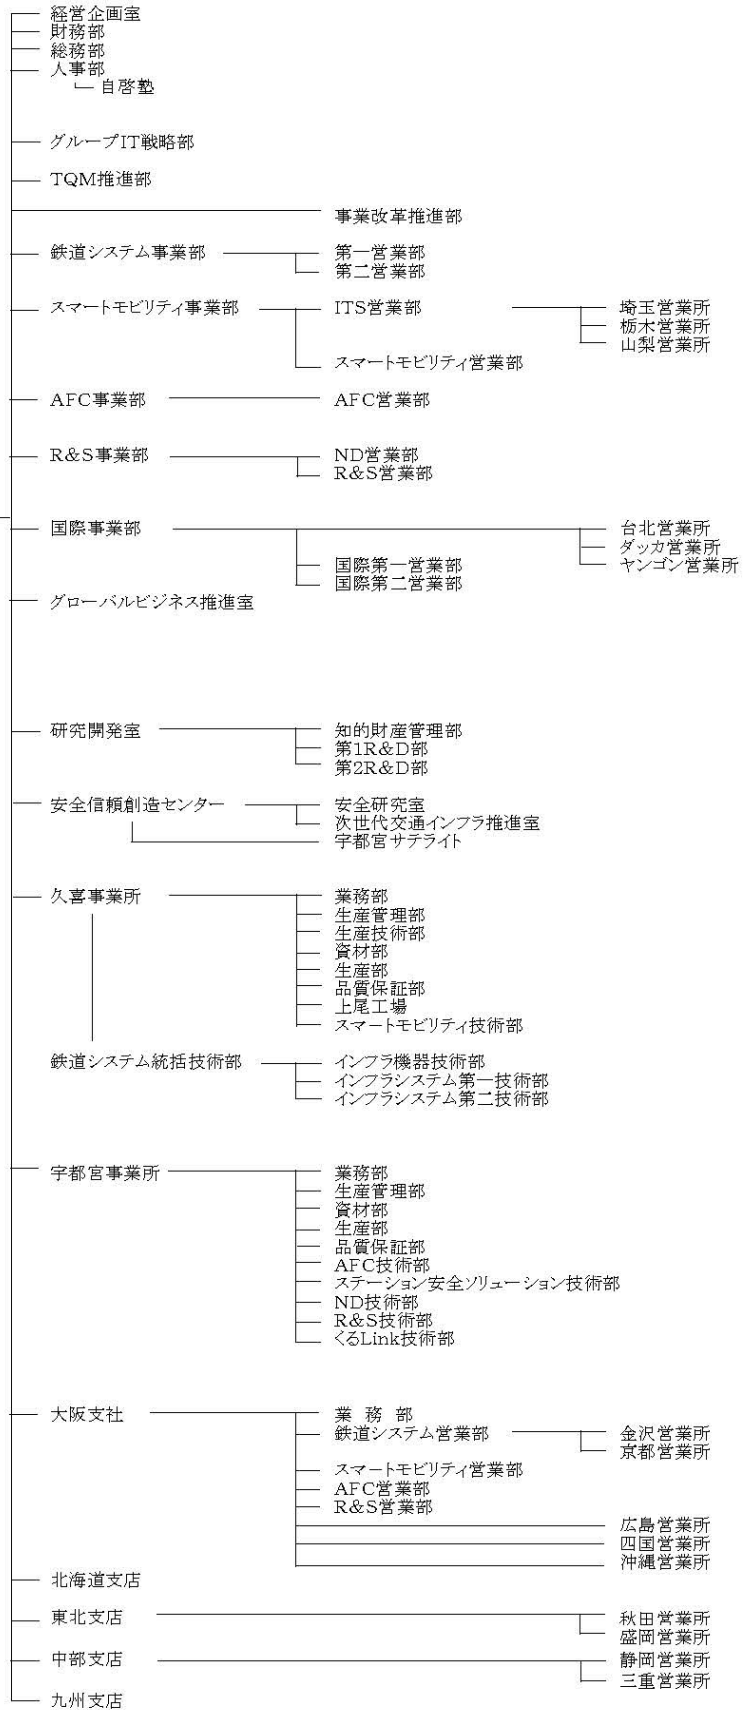 経営企画室
財務部
総務部
人事部
自啓塾
グループIT戦略部
TQM推進部
事業改革推進部
鉄道システム事業部 第一営業部
第二営業部
スマートモビリティ事業部 ITS営業部 埼玉営業所
栃木営業所
山梨営業所
スマートモビリティ営業部
AFC事業部 AFC営業部
R&S事業部 ND営業部
R&S営業部
国際事業部 台北営業所
ダッカ営業所
国際第一営業部 ヤンゴン営業所
国際第二営業部
グローバルビジネス推進室
研究開発室 知的財産管理部
第1R&D部
第2R&D部
安全信頼創造センター 安全研究室
次世代交通インフラ推進室
宇都宮サテライト
久喜事業所 業務部
生産管理部
生産技術部
資材部
生産部
品質保証部
上尾工場
スマートモビリティ技術部
鉄道システム統括技術部 インフラ機器技術部
インフラシステム第一技術部
インフラシステム第二技術部
宇都宮事業所 業務部
生産管理部
資材部
生産部
品質保証部
AFC技術部
ステーション安全ソリューション技術部
ND技術部
R&S技術部
くるLink技術部
大阪支社 業 務 部
鉄道システム営業部 金沢営業所
京都営業所
スマートモビリティ営業部
AFC営業部
R&S営業部
広島営業所
四国営業所
沖縄営業所
北海道支店
東北支店 秋田営業所
盛岡営業所
中部支店 静岡営業所
三重営業所
九州支店